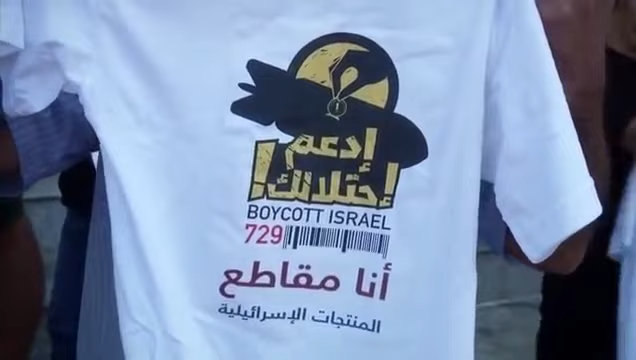 إدعم
إحتلالك!
BOYCOTT ISRAEL
729
أنا مقاطع
المنتجات الإسرائيلية